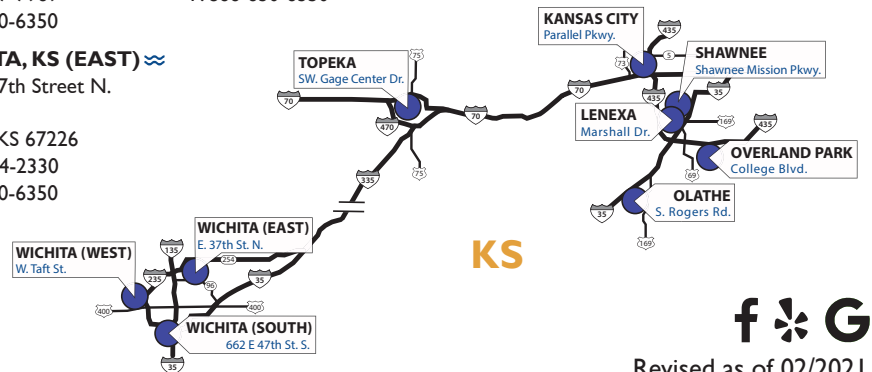 0-6350
TA, KS (EAST)
7th Street N.
KS 67226
4-2330
0-6350
TOPEKA
SW. Gage Center Dr.
KANSAS CITY
Parallel Pkwy.
SHAWNEE
Shawnee Mission Pkwy.
LENEXA
Marshall Dr.
OVERLAND PARK
College Blvd.
OLATHE
S. Rogers Rd.
WICHITA (EAST)
E. 37th St. N.
WICHITA (WEST)
W. Taft St.
WICHITA (SOUTH)
662 E 47th St. S.
75
70
470
75
70
70
335
435
5
73
435
35
169
435
69
35
169
135
254
235
96
35
400
400
35
KS
Revised as of 02/2021